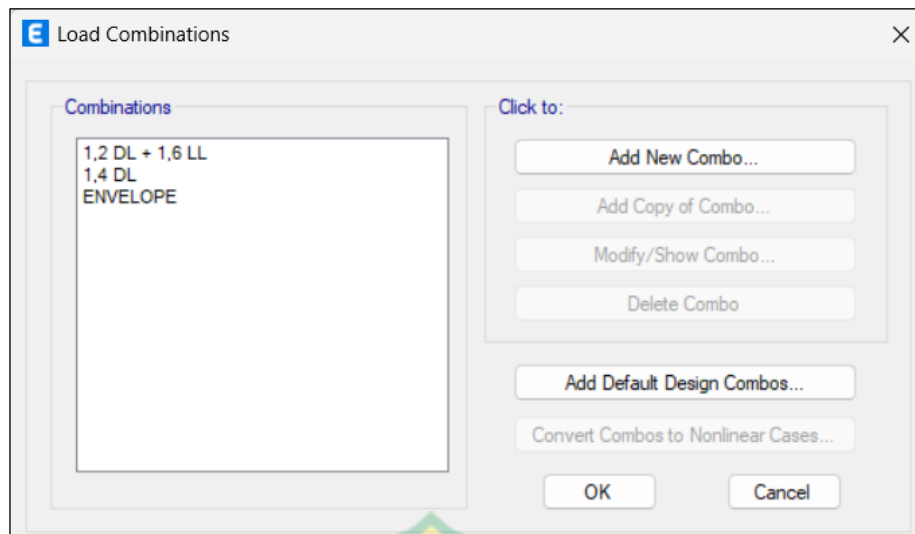 E Load Combinations
Combinations
1,2 DL + 1,6 LL
1,4 DL
ENVELOPE
Click to:
Add New Combo...
Add Copy of Combo...
Modify/Show Combo...
Delete Combo
Add Default Design Combos...
Convert Combos to Nonlinear Cases...
OK
Cancel